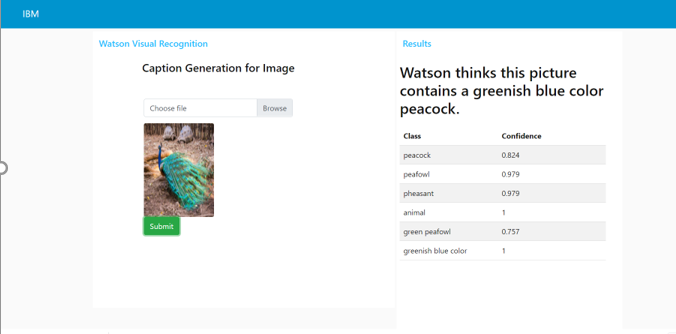 IBM
Watson Visual Recognition
Caption Generation for Image
Choose file Browse
Submit
Results
Watson thinks this picture
contains a greenish blue color
peacock.
Class Confidence
peacock 0.824
peafowl 0.979
pheasant 0.979
animal 1
green peafowl 0.757
greenish blue color 1